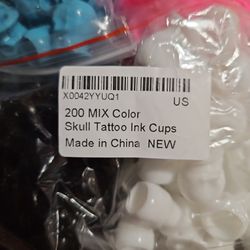 X0042YYUQ1 US
200 MIX Color
Skull Tattoo Ink Cups
Made in China NEW